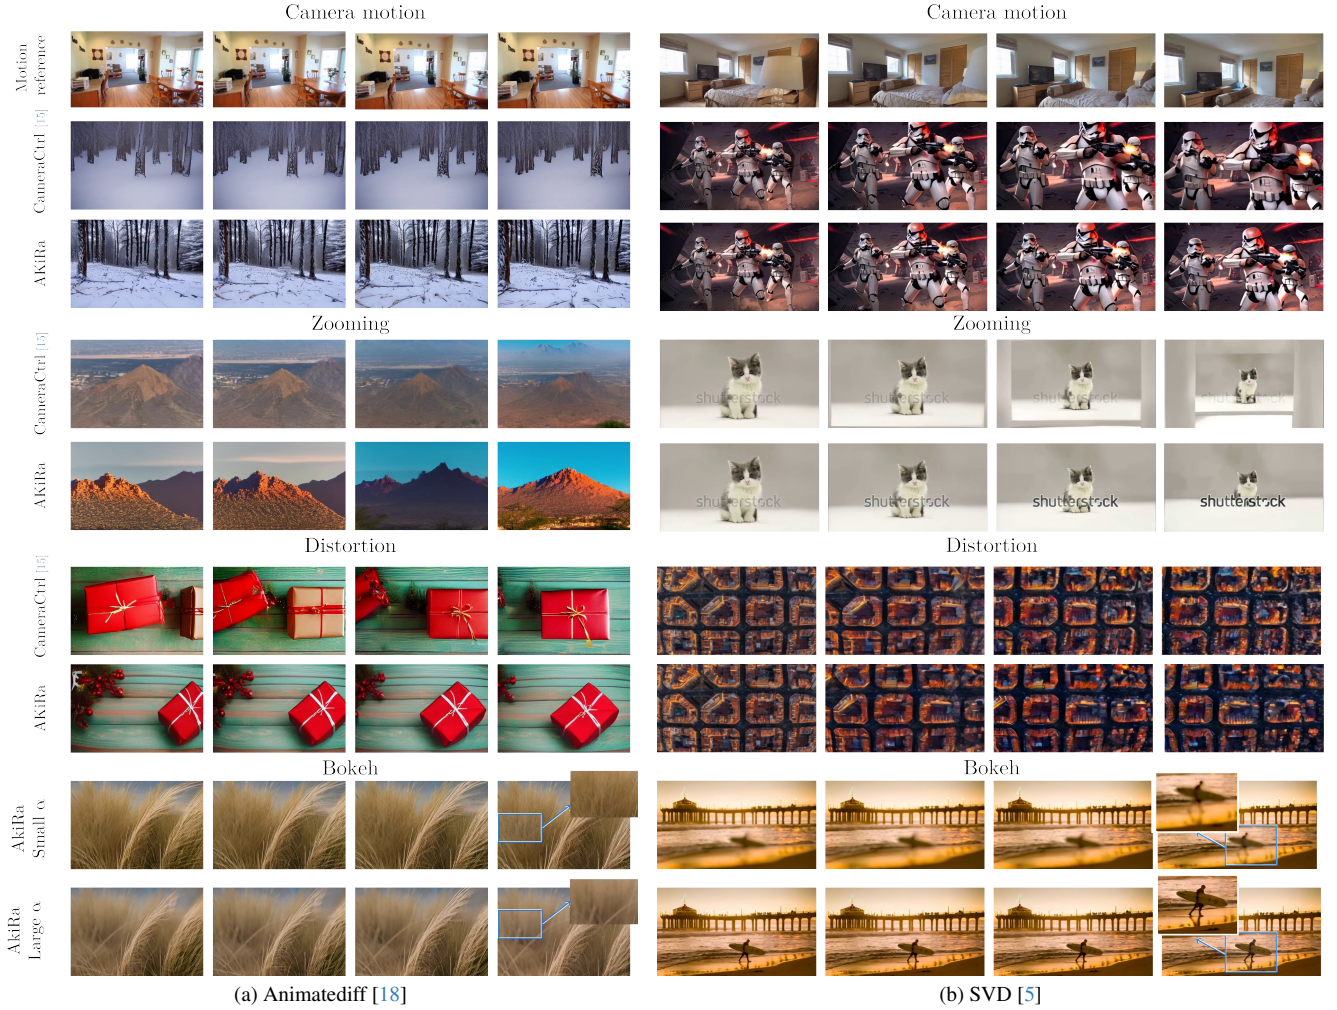 Camera motion
Camera motion
Motion
reference
CameraCtrl [15]
AKiRa
Zooming
Zooming
CameraCtrl [15]
shutterstock
shutterstock
shutterstock
shutterstock
AKiRa
shutterstock
shutterstock
shutterstock
shutterstock
Distortion
Distortion
CameraCtrl [15]
AKiRa
Bokeh
Bokeh
AkiRa
Small α
AkiRa
Large α
(a) Animatediff [18]
(b) SVD [5]